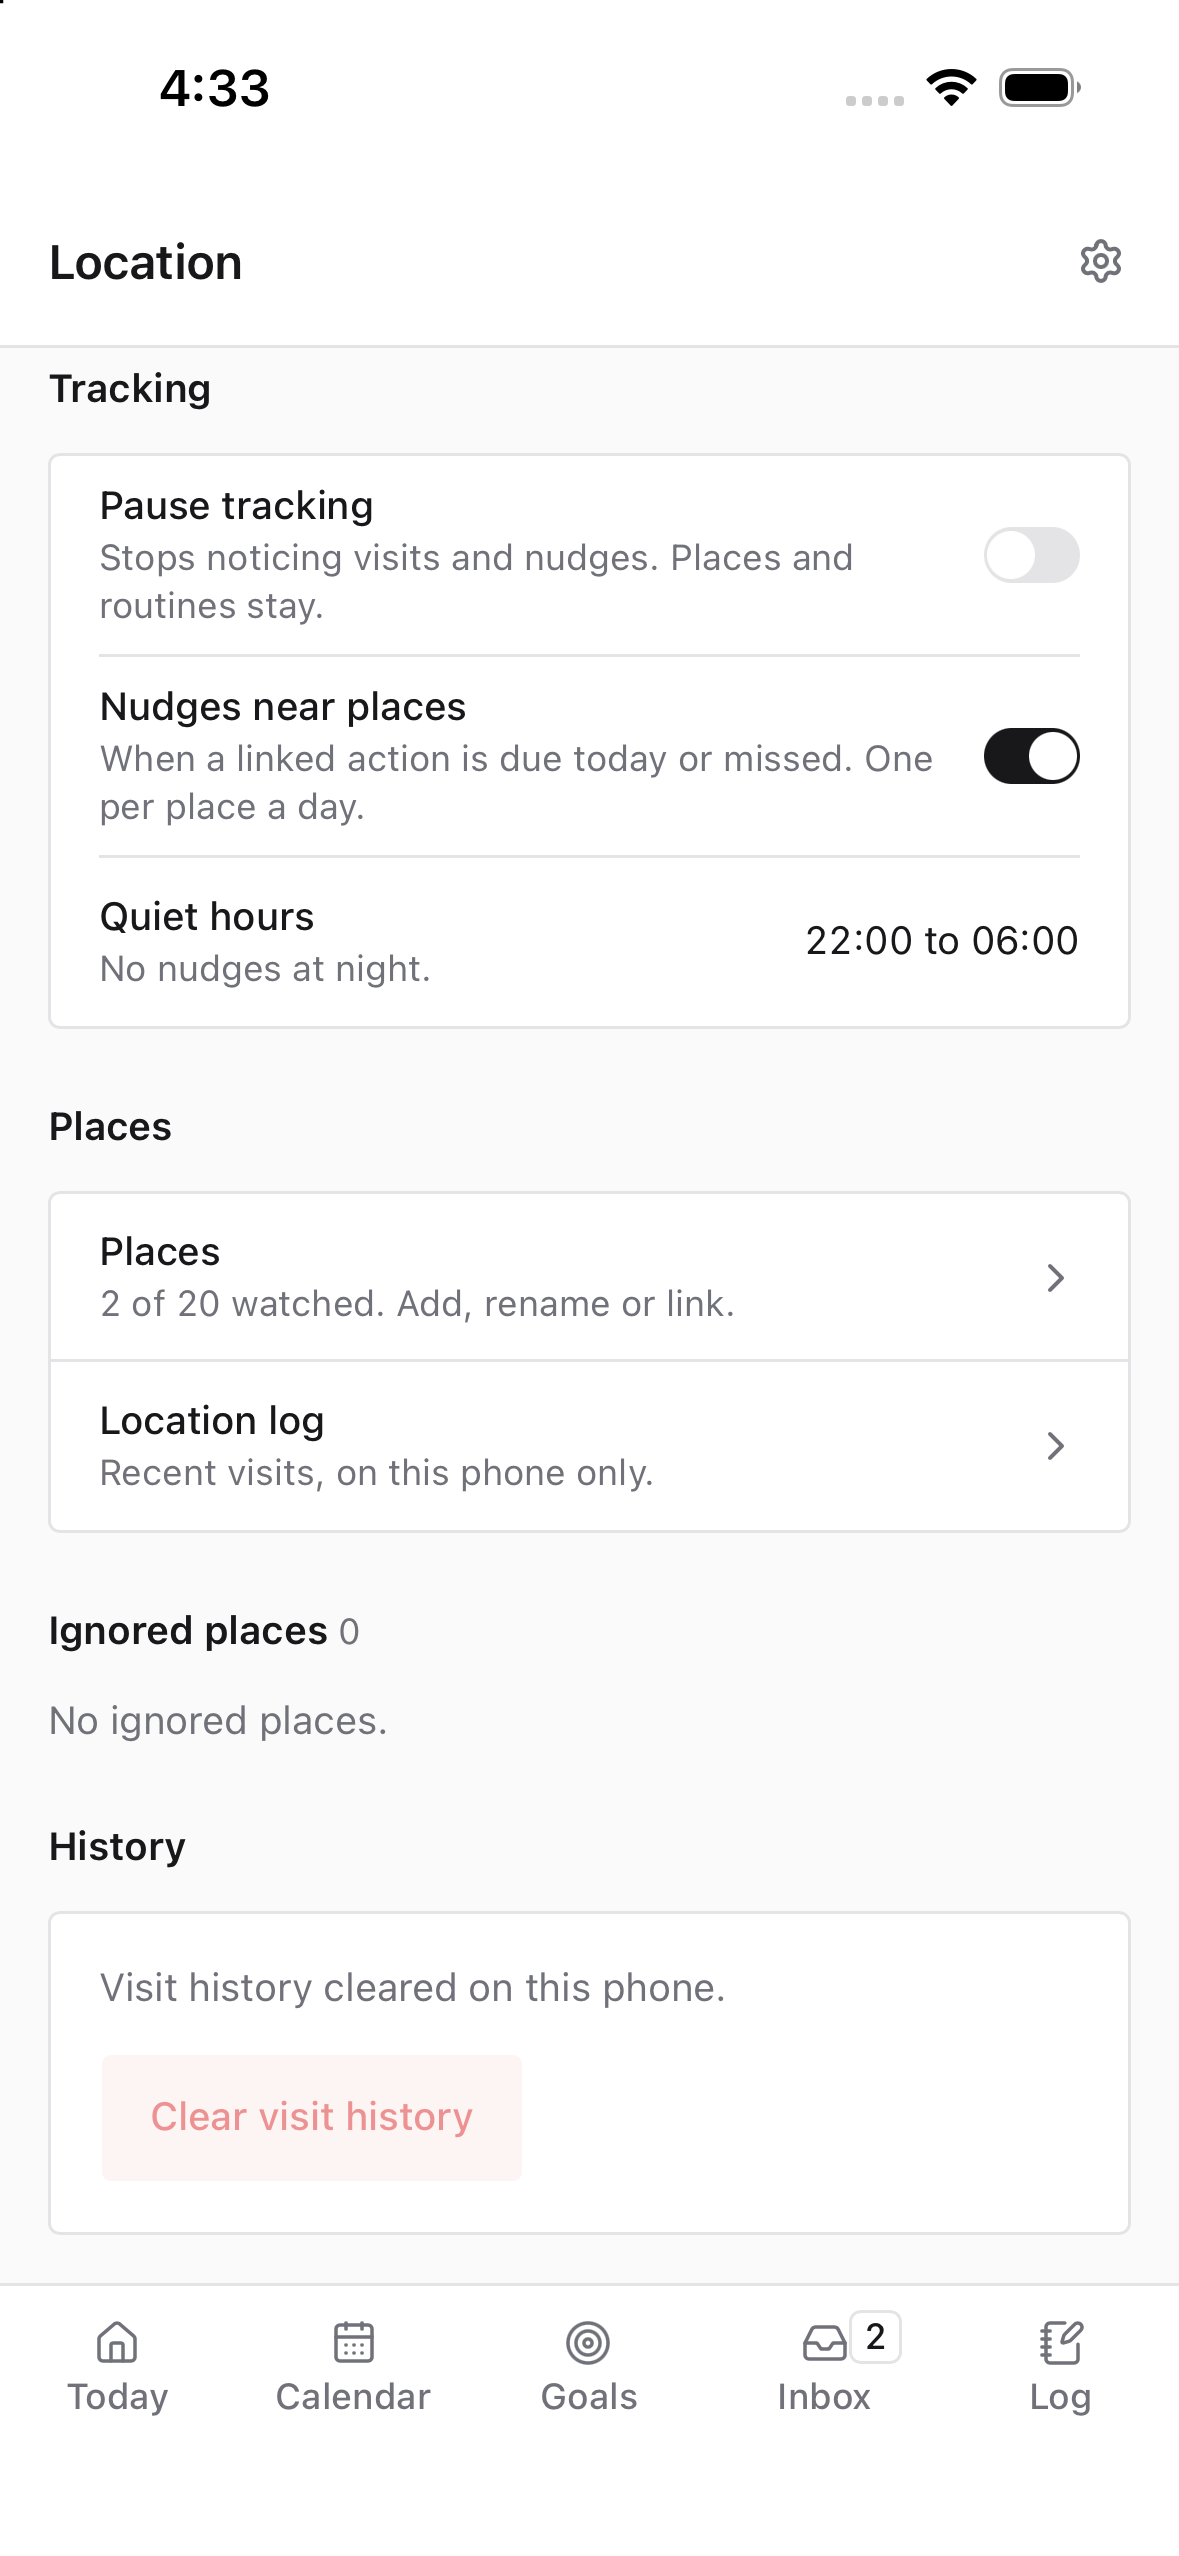 4:33
Location
Tracking
Pause tracking
Stops noticing visits and nudges. Places and
routines stay.
Nudges near places
When a linked action is due today or missed. One
per place a day.
Quiet hours
No nudges at night.
22:00 to 06:00
Places
Places
2 of 20 watched. Add, rename or link.
Location log
Recent visits, on this phone only.
Ignored places 0
No ignored places.
History
Visit history cleared on this phone.
Clear visit history
2
Today
Calendar
Goals
Inbox
Log